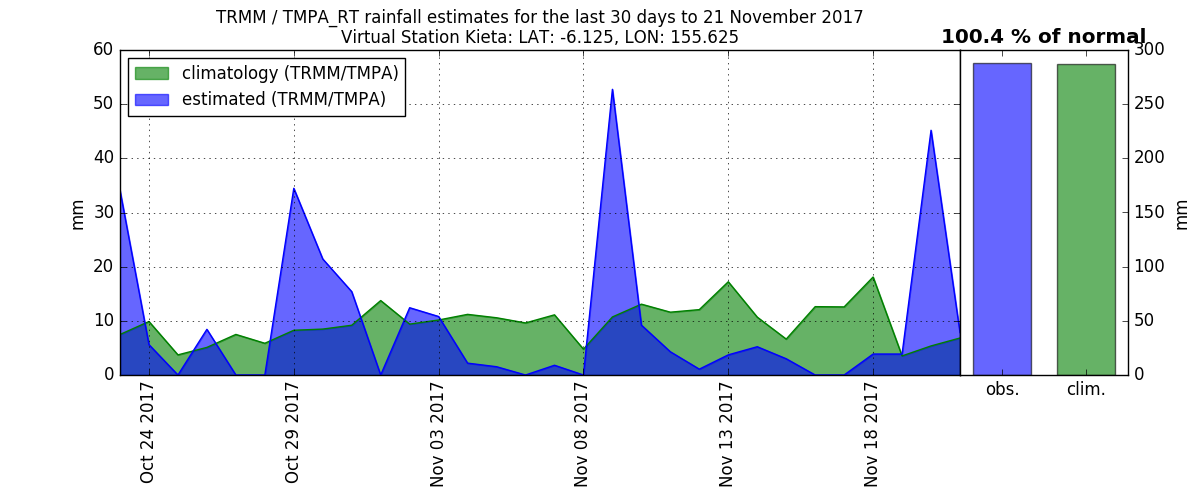 TRMM / TMPA_RT rainfall estimates for the last 30 days to 21 November 2017
Virtual Station Kieta: LAT: -6.125, LON: 155.625
100.4 % of normal
climatology (TRMM/TMPA)
estimated (TRMM/TMPA)
mm
60
50
40
30
20
10
0
Oct 24 2017
Oct 29 2017
Nov 03 2017
Nov 08 2017
Nov 13 2017
Nov 18 2017
obs.
clim.
300
250
200
150
100
50
0
mm